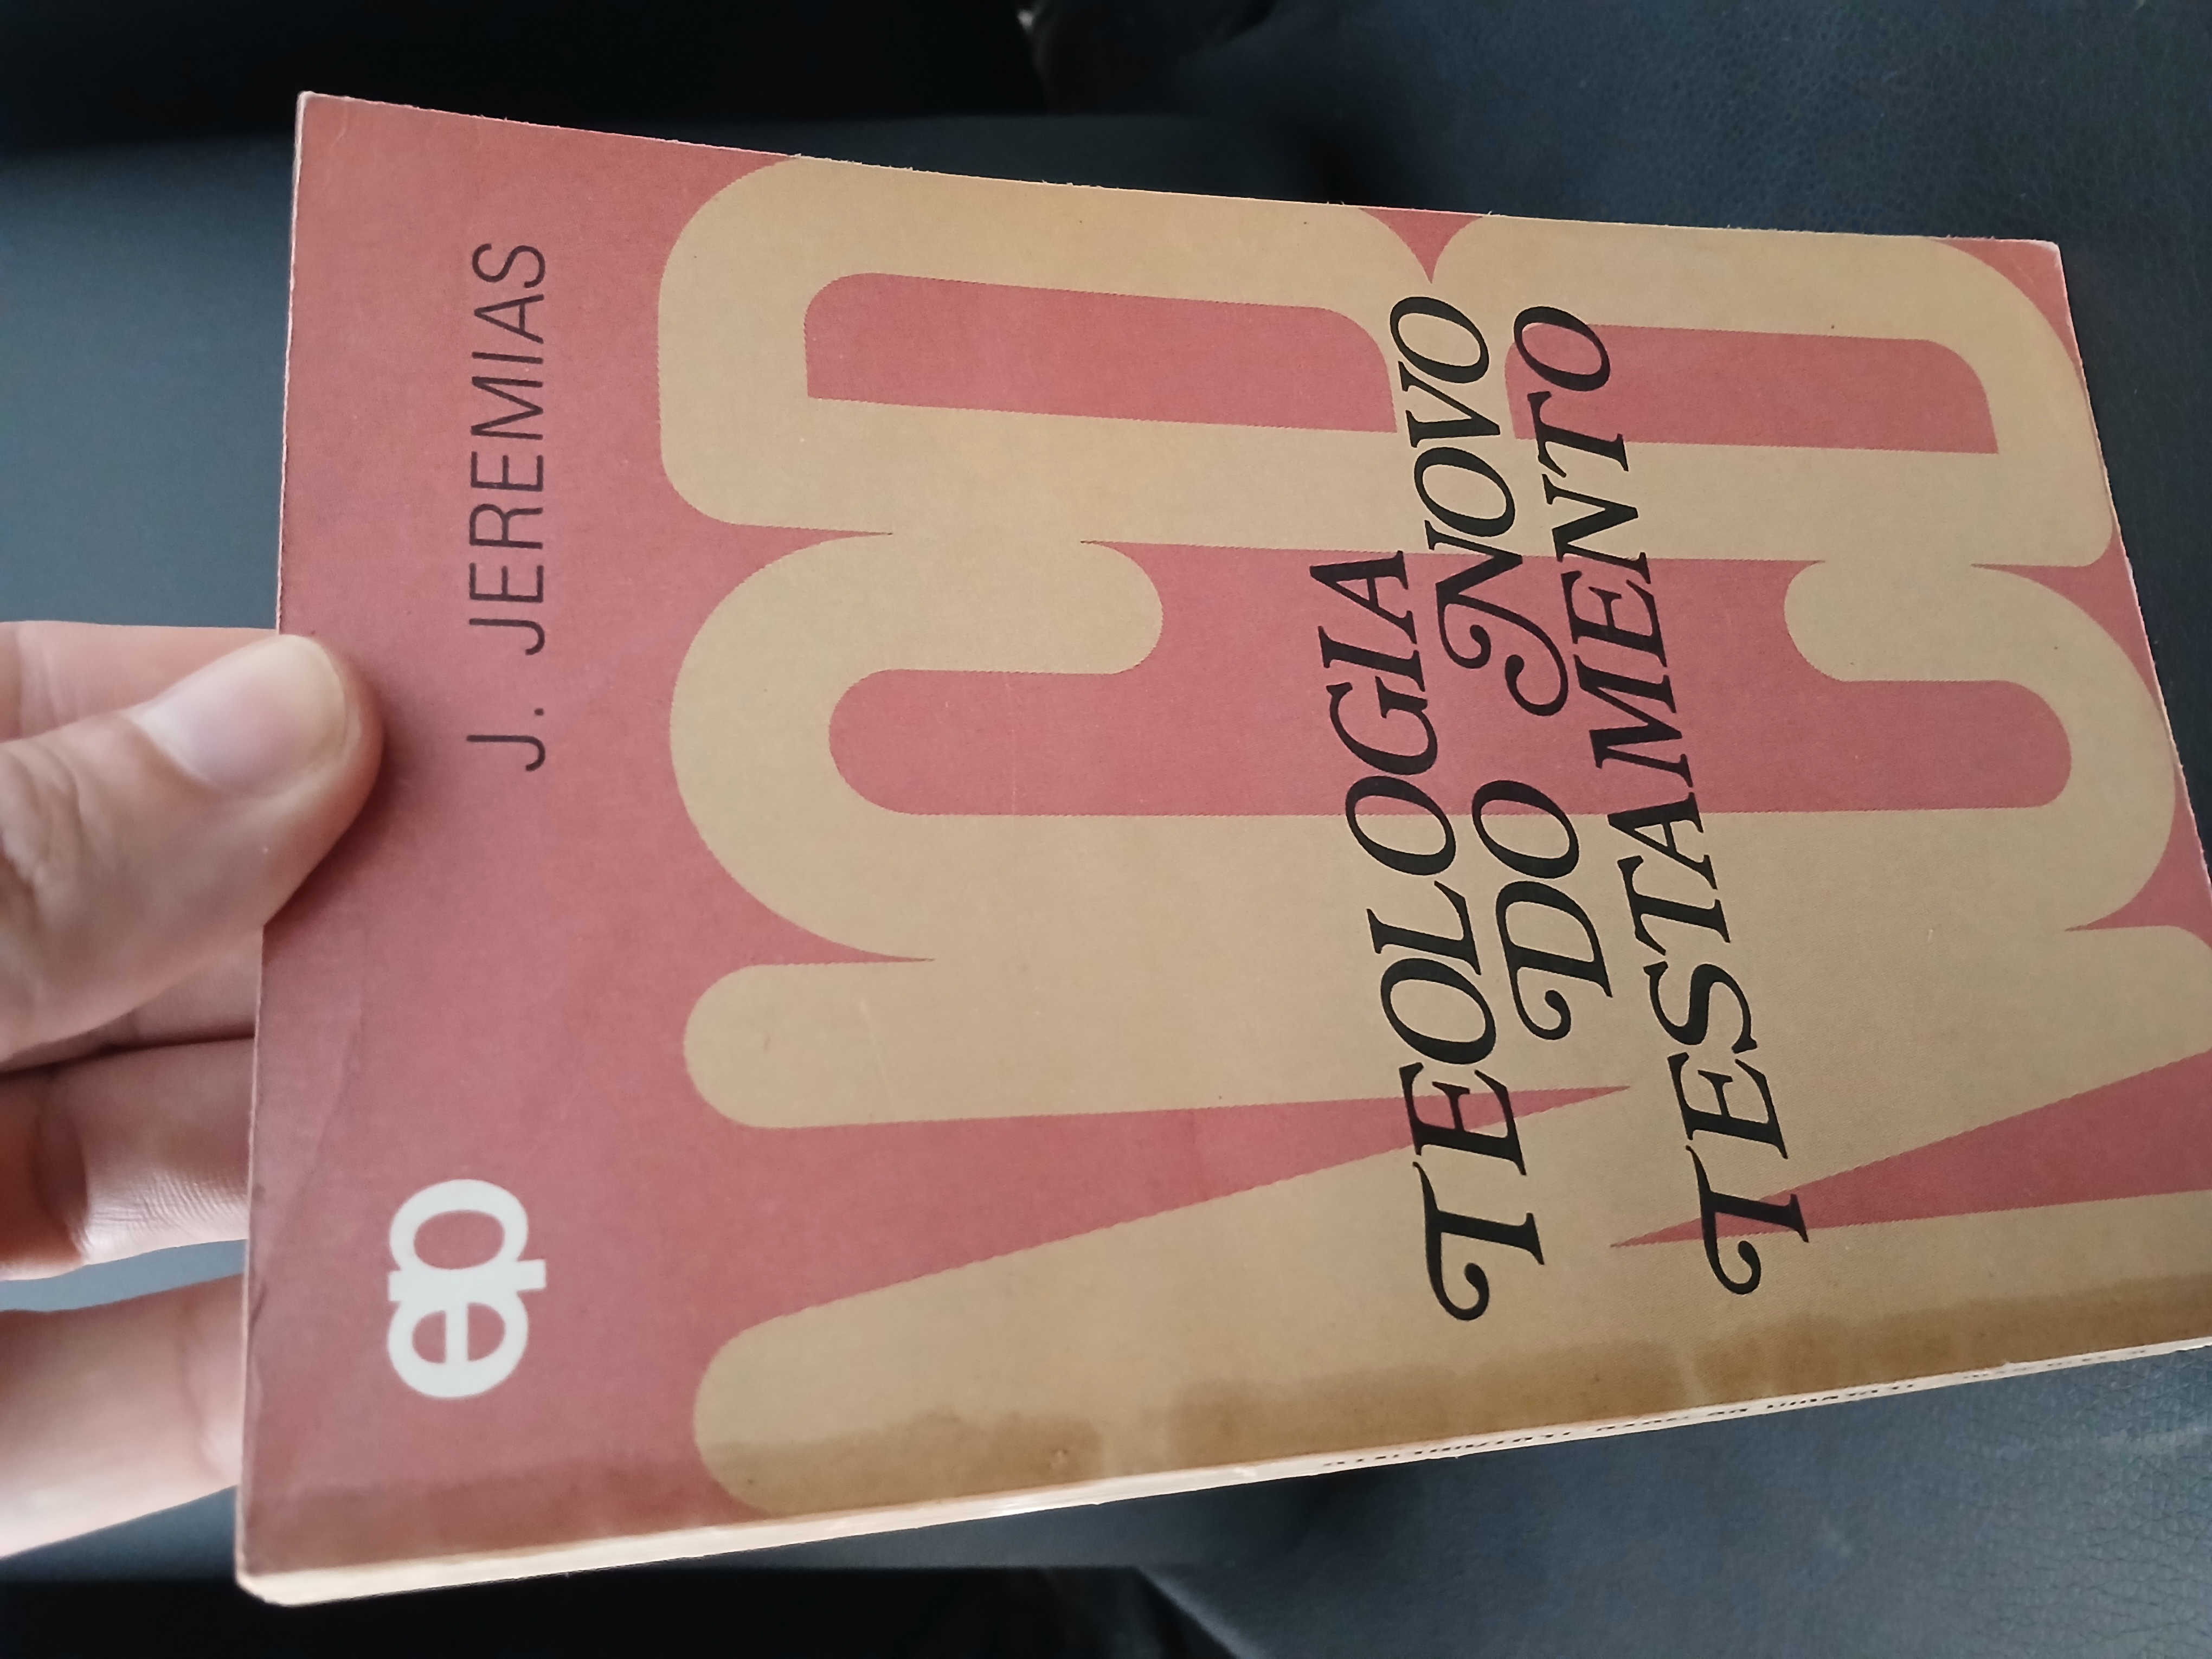 J. JEREMIAS
TEOLOGIA
DO NOVO
TESTAMENTO
ep